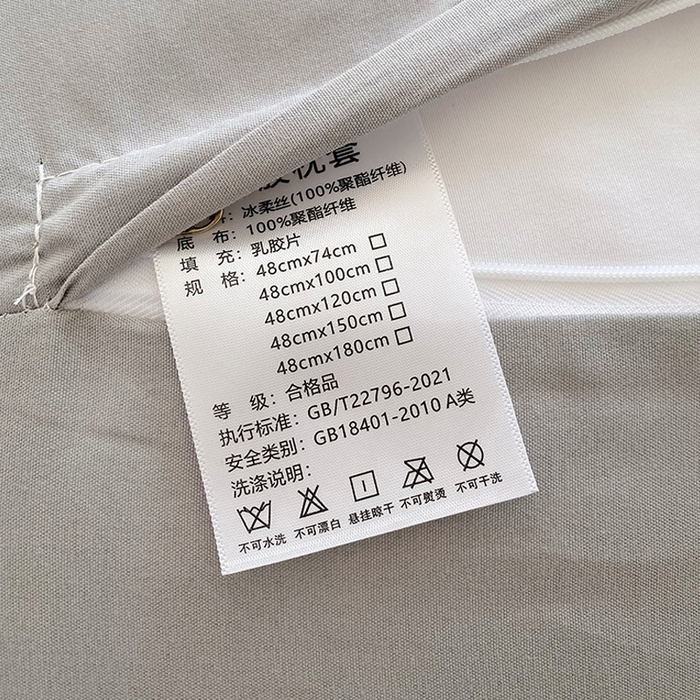 枕套
: 冰柔丝(100%聚酯纤维)
底 布: 100%聚酯纤维
填 充: 乳胶片
规 格: 48cmx74cm □
48cmx100cm □
48cmx120cm □
48cmx150cm □
48cmx180cm □
等 级: 合格品
执行标准: GB/T22796-2021
安全类别: GB18401-2010 A类
洗涤说明:
不可水洗 不可漂白 悬挂晾干 不可熨烫 不可干洗